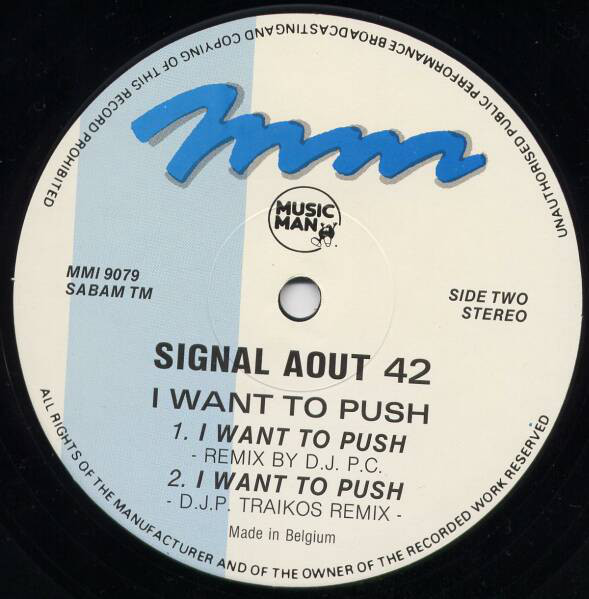 UNAUTHORISED PUBLIC PERFORMANCE BROADCASTING AND COPYING OF THIS RECORD PROHIBITED
MUSIC
MAN
MMI 9079
SABAM TM
SIDE TWO
STEREO
SIGNAL AOUT 42
I WANT TO PUSH
1. I WANT TO PUSH
- REMIX BY D.J. P.C.
2. I WANT TO PUSH
- D.J.P. TRAIKOS REMIX -
Made in Belgium
ALL RIGHTS OF THE MANUFACTURER AND OF THE OWNER OF THE RECORDED WORK RESERVED